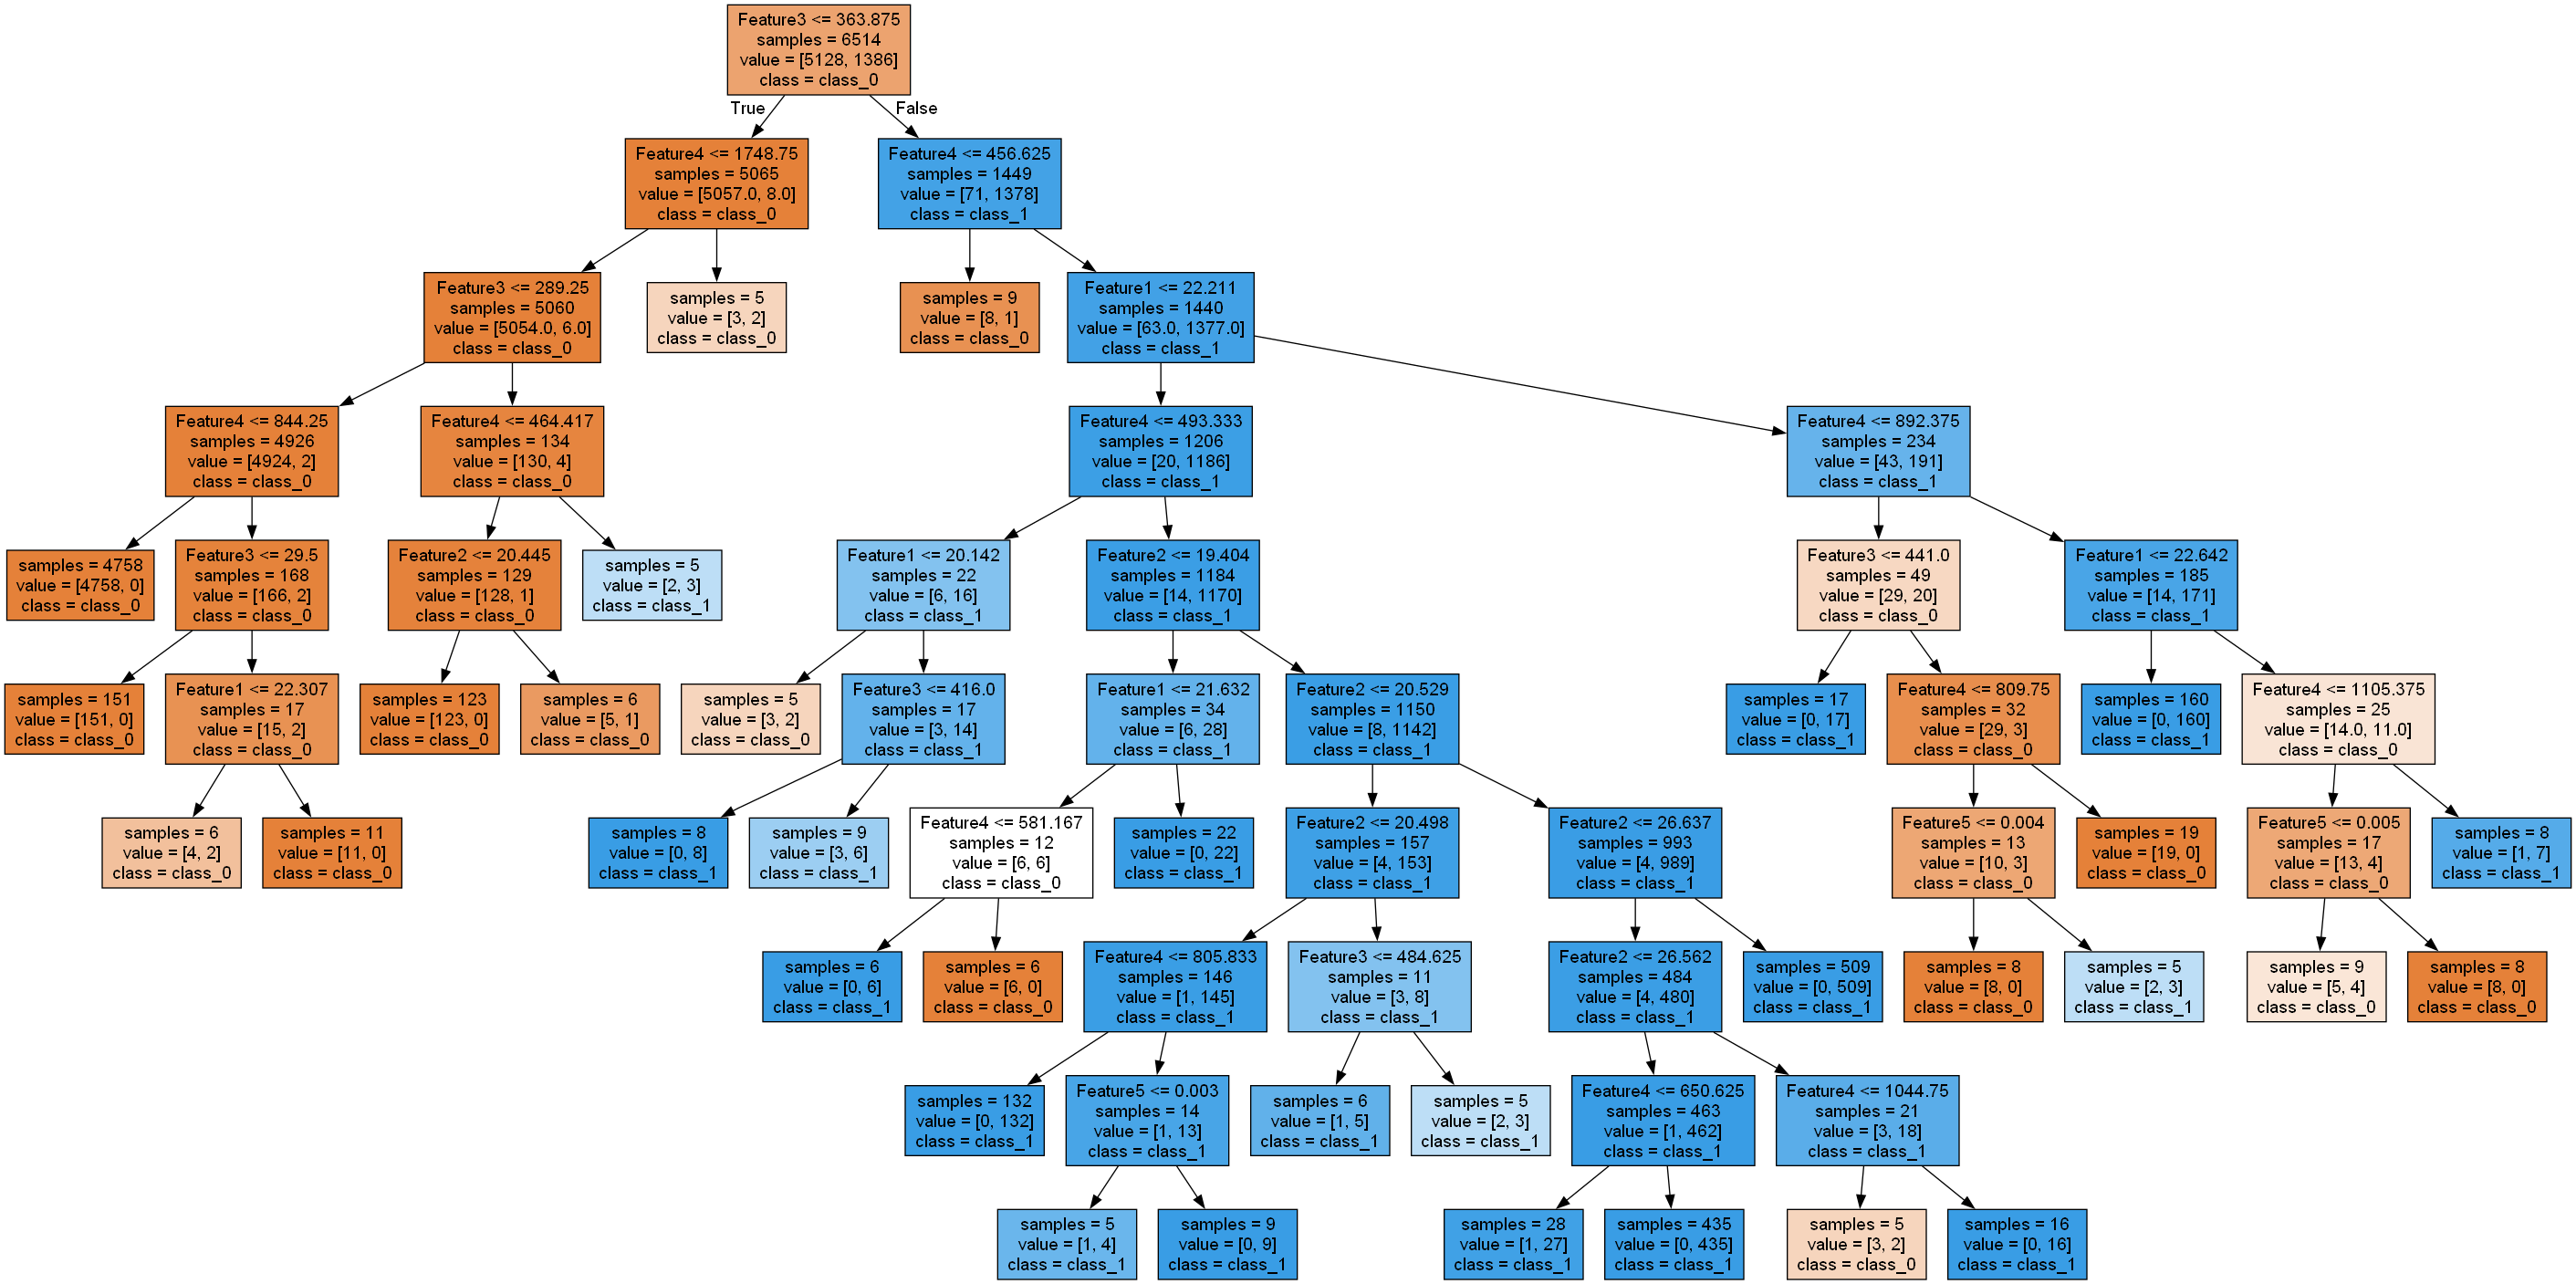 Feature3 <= 363.875
samples = 6514
value = [5128, 1386]
class = class_0
True
False
Feature4 <= 1748.75
samples = 5065
value = [5057.0, 8.0]
class = class_0
Feature4 <= 456.625
samples = 1449
value = [71, 1378]
class = class_1
Feature3 <= 289.25
samples = 5060
value = [5054.0, 6.0]
class = class_0
samples = 5
value = [3, 2]
class = class_0
samples = 9
value = [8, 1]
class = class_0
Feature1 <= 22.211
samples = 1440
value = [63.0, 1377.0]
class = class_1
Feature4 <= 844.25
samples = 4926
value = [4924, 2]
class = class_0
Feature4 <= 464.417
samples = 134
value = [130, 4]
class = class_0
Feature4 <= 493.333
samples = 1206
value = [20, 1186]
class = class_1
Feature4 <= 892.375
samples = 234
value = [43, 191]
class = class_1
samples = 4758
value = [4758, 0]
class = class_0
Feature3 <= 29.5
samples = 168
value = [166, 2]
class = class_0
Feature2 <= 20.445
samples = 129
value = [128, 1]
class = class_0
samples = 5
value = [2, 3]
class = class_1
Feature1 <= 20.142
samples = 22
value = [6, 16]
class = class_1
Feature2 <= 19.404
samples = 1184
value = [14, 1170]
class = class_1
Feature3 <= 441.0
samples = 49
value = [29, 20]
class = class_0
Feature1 <= 22.642
samples = 185
value = [14, 171]
class = class_1
samples = 151
value = [151, 0]
class = class_0
Feature1 <= 22.307
samples = 17
value = [15, 2]
class = class_0
samples = 123
value = [123, 0]
class = class_0
samples = 6
value = [5, 1]
class = class_0
samples = 5
value = [3, 2]
class = class_0
Feature3 <= 416.0
samples = 17
value = [3, 14]
class = class_1
Feature1 <= 21.632
samples = 34
value = [6, 28]
class = class_1
Feature2 <= 20.529
samples = 1150
value = [8, 1142]
class = class_1
samples = 17
value = [0, 17]
class = class_1
Feature4 <= 809.75
samples = 32
value = [29, 3]
class = class_0
samples = 160
value = [0, 160]
class = class_1
Feature4 <= 1105.375
samples = 25
value = [14.0, 11.0]
class = class_0
samples = 6
value = [4, 2]
class = class_0
samples = 11
value = [11, 0]
class = class_0
samples = 8
value = [0, 8]
class = class_1
samples = 9
value = [3, 6]
class = class_1
Feature4 <= 581.167
samples = 12
value = [6, 6]
class = class_0
samples = 22
value = [0, 22]
class = class_1
Feature2 <= 20.498
samples = 157
value = [4, 153]
class = class_1
Feature2 <= 26.637
samples = 993
value = [4, 989]
class = class_1
Feature5 <= 0.004
samples = 13
value = [10, 3]
class = class_0
samples = 19
value = [19, 0]
class = class_0
Feature5 <= 0.005
samples = 17
value = [13, 4]
class = class_0
samples = 8
value = [1, 7]
class = class_1
samples = 6
value = [0, 6]
class = class_1
samples = 6
value = [6, 0]
class = class_0
Feature4 <= 805.833
samples = 146
value = [1, 145]
class = class_1
Feature3 <= 484.625
samples = 11
value = [3, 8]
class = class_1
Feature2 <= 26.562
samples = 484
value = [4, 480]
class = class_1
samples = 509
value = [0, 509]
class = class_1
samples = 8
value = [8, 0]
class = class_0
samples = 5
value = [2, 3]
class = class_1
samples = 9
value = [5, 4]
class = class_0
samples = 8
value = [8, 0]
class = class_0
samples = 132
value = [0, 132]
class = class_1
Feature5 <= 0.003
samples = 14
value = [1, 13]
class = class_1
samples = 6
value = [1, 5]
class = class_1
samples = 5
value = [2, 3]
class = class_1
Feature4 <= 650.625
samples = 463
value = [1, 462]
class = class_1
Feature4 <= 1044.75
samples = 21
value = [3, 18]
class = class_1
samples = 5
value = [1, 4]
class = class_1
samples = 9
value = [0, 9]
class = class_1
samples = 28
value = [1, 27]
class = class_1
samples = 435
value = [0, 435]
class = class_1
samples = 5
value = [3, 2]
class = class_0
samples = 16
value = [0, 16]
class = class_1